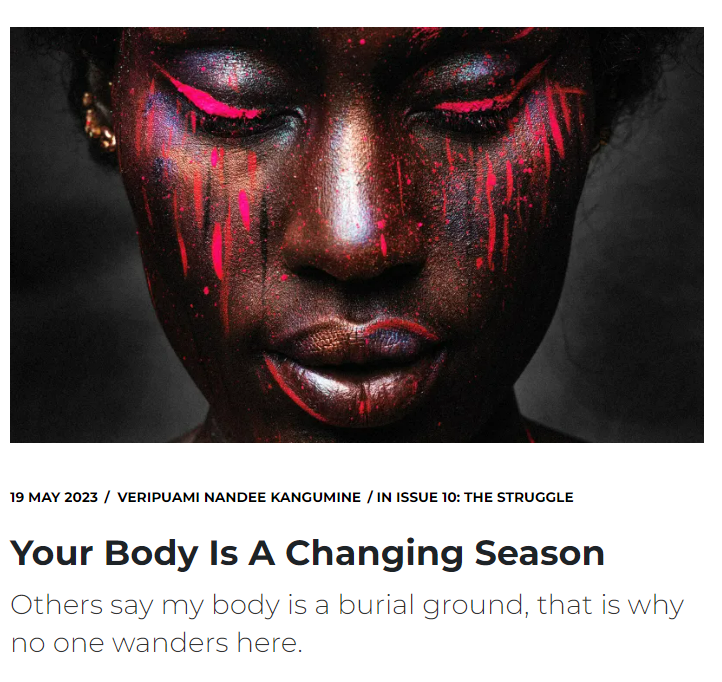 19 MAY 2023 / VERIPUAMI NANDEE KANGUMINE / IN ISSUE 10: THE STRUGGLE
Your Body Is A Changing Season
Others say my body is a burial ground, that is why
no one wanders here.